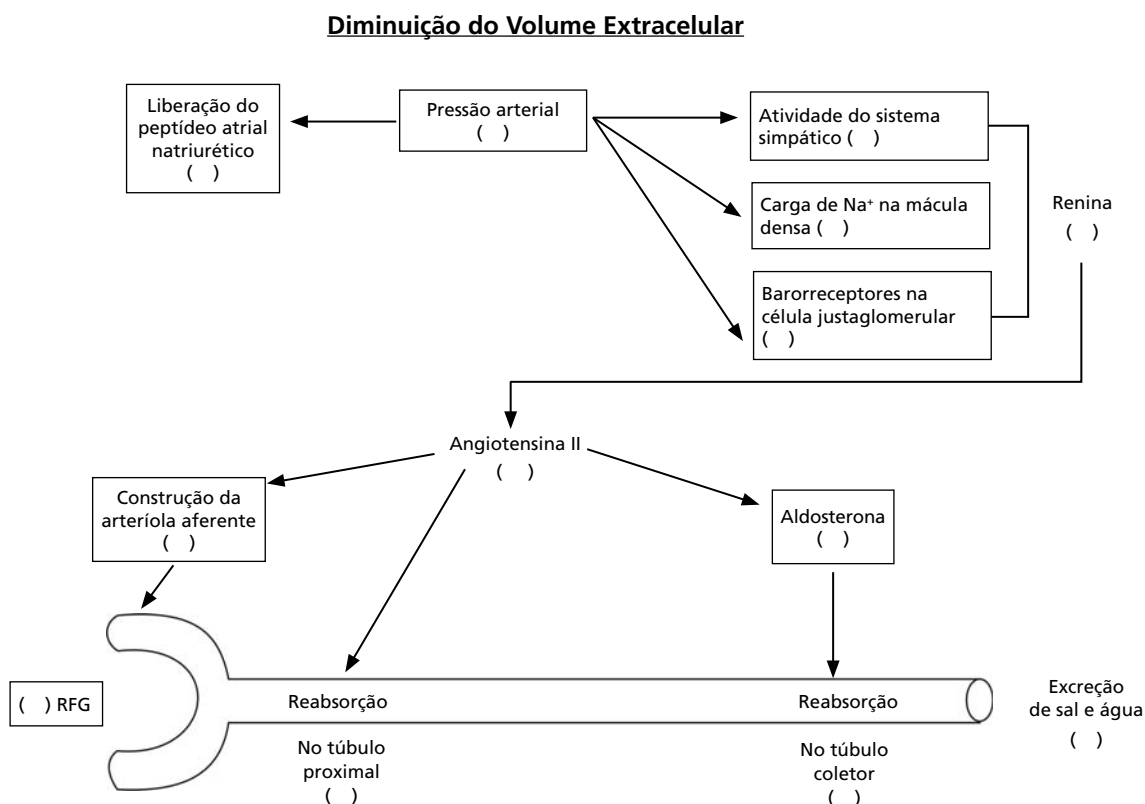 Diminuição do Volume Extracelular
Liberação do
peptídeo atrial
natriurético
(   )
Pressão arterial
(   )
Atividade do sistema
simpático (   )
Carga de Na⁺ na mácula
densa (   )
Barorreceptores na
célula justaglomerular
(   )
Renina
(   )
Angiotensina II
(   )
Construção da
arteríola aferente
(   )
Aldosterona
(   )
(   ) RFG
Reabsorção
Reabsorção
Excreção
de sal e água
(   )
No túbulo
proximal
(   )
No túbulo
coletor
(   )